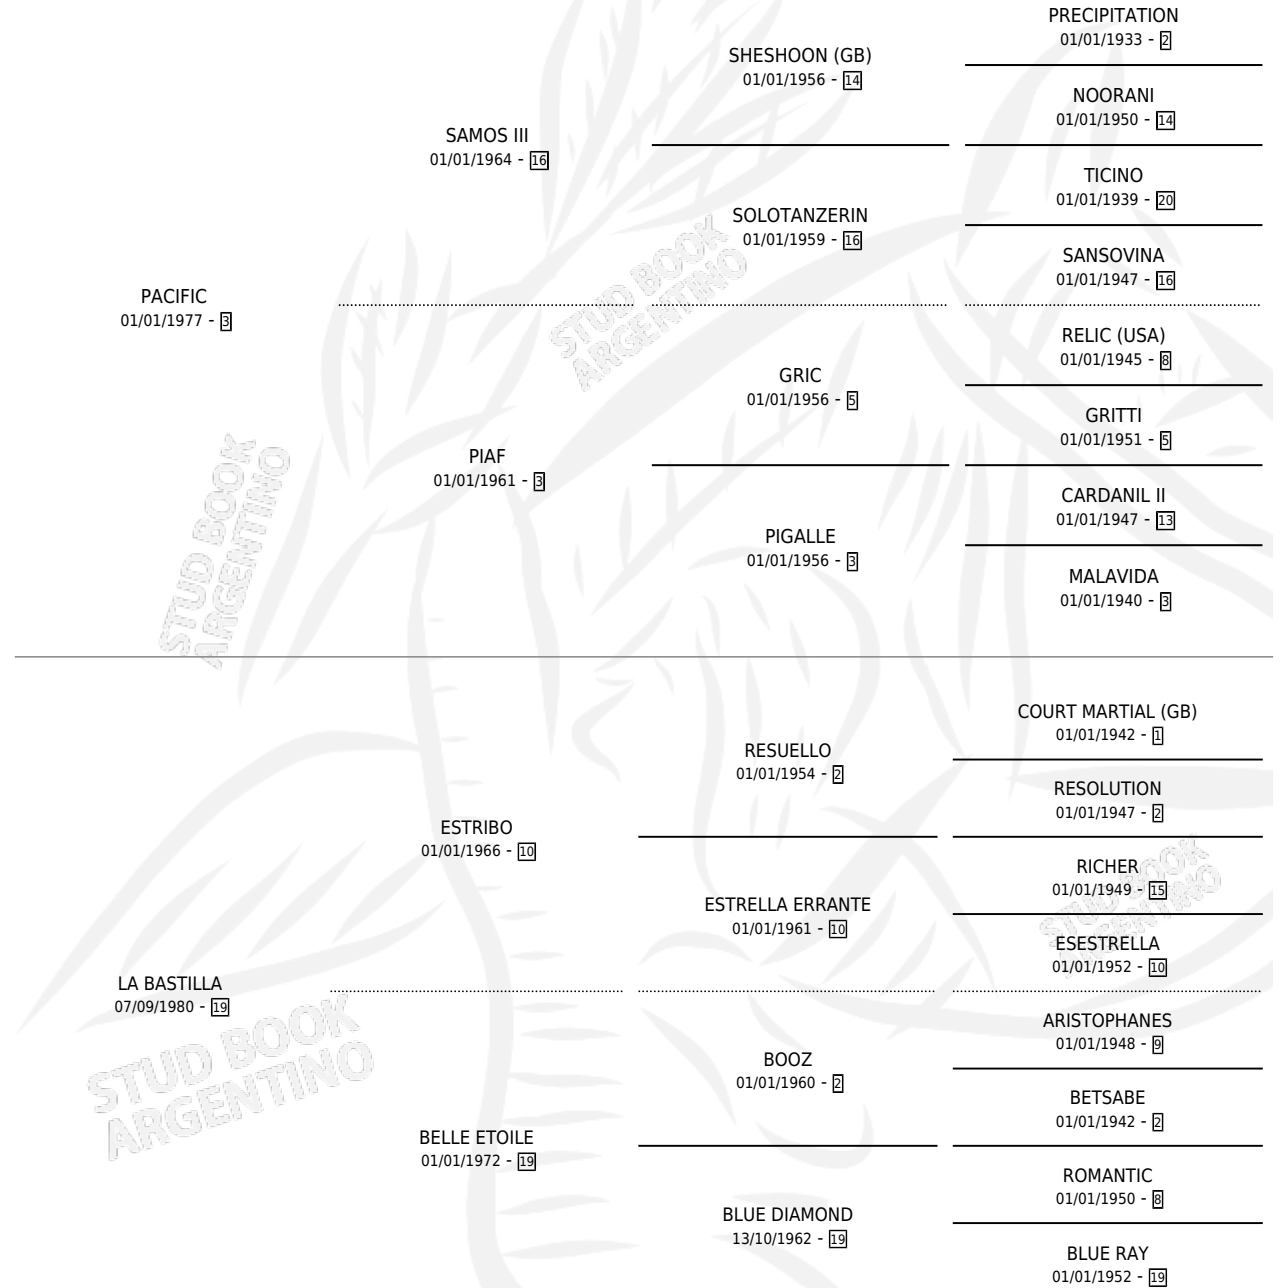 PRECIPITATION
01/01/1933 - 2
SHESHOON (GB)
01/01/1956 - 14
NOORANI
01/01/1950 - 14
SAMOS III
01/01/1964 - 16
TICINO
01/01/1939 - 20
SOLOTANZERIN
01/01/1959 - 16
SANSOVINA
01/01/1947 - 16
STUD BOOK
ARGENTINO
PACIFIC
01/01/1977 - 3
RELIC (USA)
01/01/1945 - 8
GRIC
01/01/1956 - 5
GRITTI
01/01/1951 - 5
PIAF
01/01/1961 - 3
CARDANIL II
01/01/1947 - 13
PIGALLE
01/01/1956 - 3
MALAVIDA
01/01/1940 - 3
STUD BOOK
ARGENTINO
COURT MARTIAL (GB)
01/01/1942 - 1
RESUELLO
01/01/1954 - 2
RESOLUTION
01/01/1947 - 2
ESTRIBO
01/01/1966 - 10
RICHER
01/01/1949 - 15
ESTRELLA ERRANTE
01/01/1961 - 10
ESESTRELLA
01/01/1952 - 10
STUD BOOK
ARGENTINO
LA BASTILLA
07/09/1980 - 19
ARISTOPHANES
01/01/1948 - 9
BOOZ
01/01/1960 - 2
BETSABE
01/01/1942 - 2
STUD BOOK
ARGENTINO
BELLE ETOILE
01/01/1972 - 19
ROMANTIC
01/01/1950 - 8
BLUE DIAMOND
13/10/1962 - 19
BLUE RAY
01/01/1952 - 19